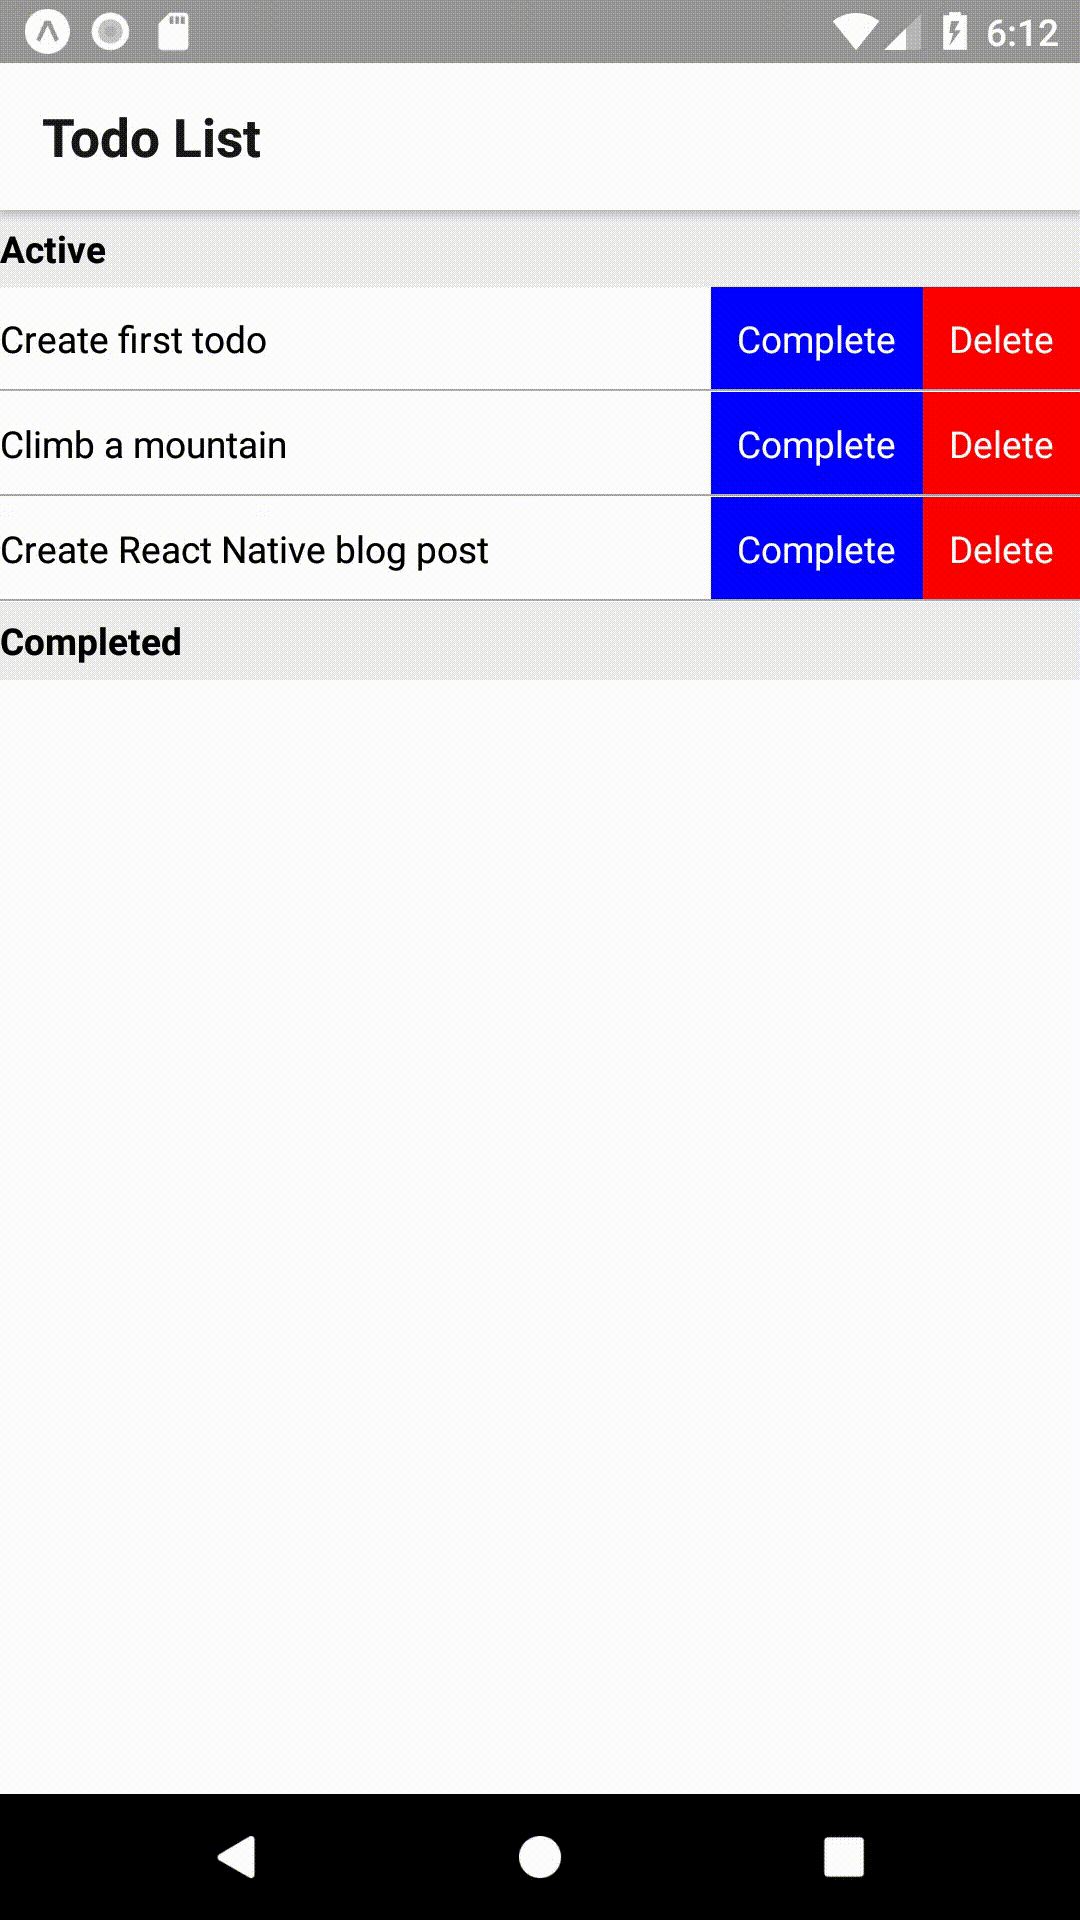 6:12
Todo List
Active
Create first todo Complete Delete
Climb a mountain Complete Delete
Create React Native blog post Complete Delete
Completed